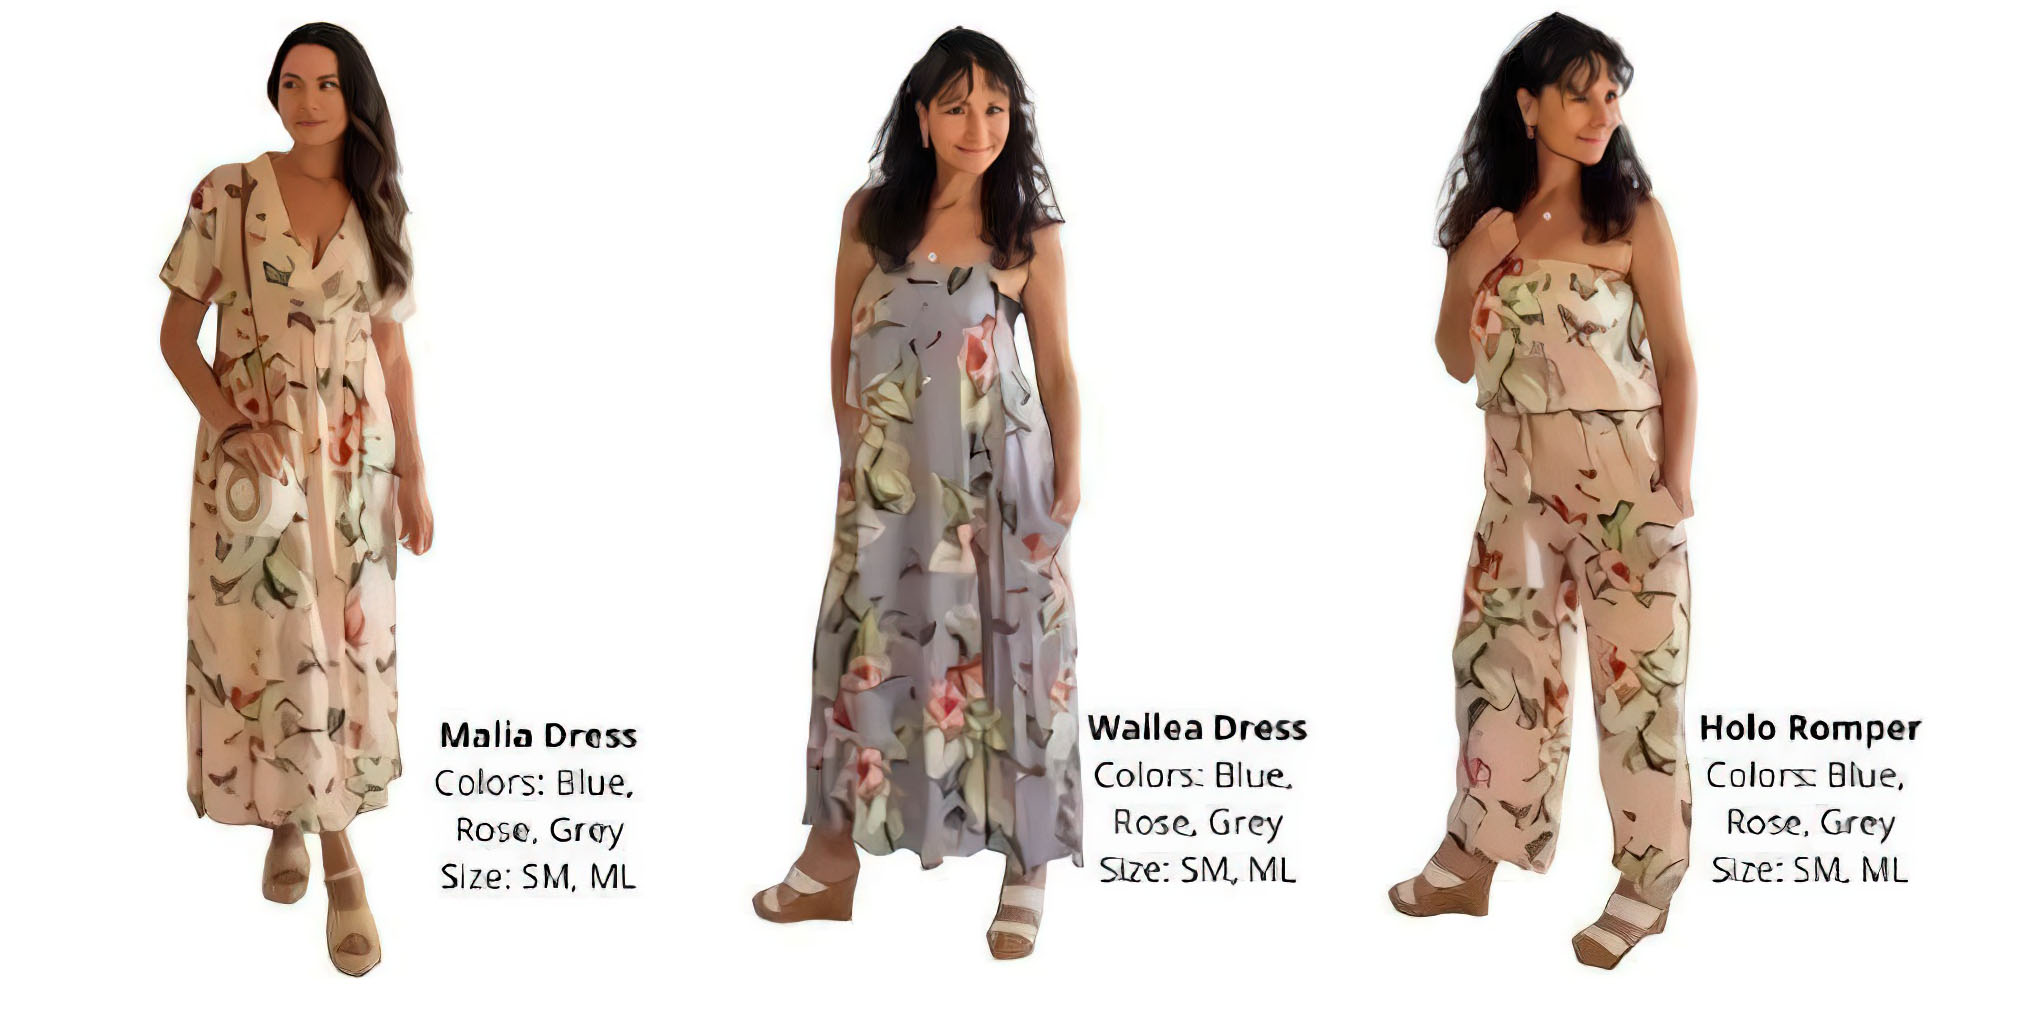 Malia Dress
Colors: Blue,
Rose, Grey
Size: SM, ML
Wailea Dress
Colors: Blue,
Rose, Grey
Size: SM, ML
Holo Romper
Colors: Blue,
Rose, Grey
Size: SM, ML